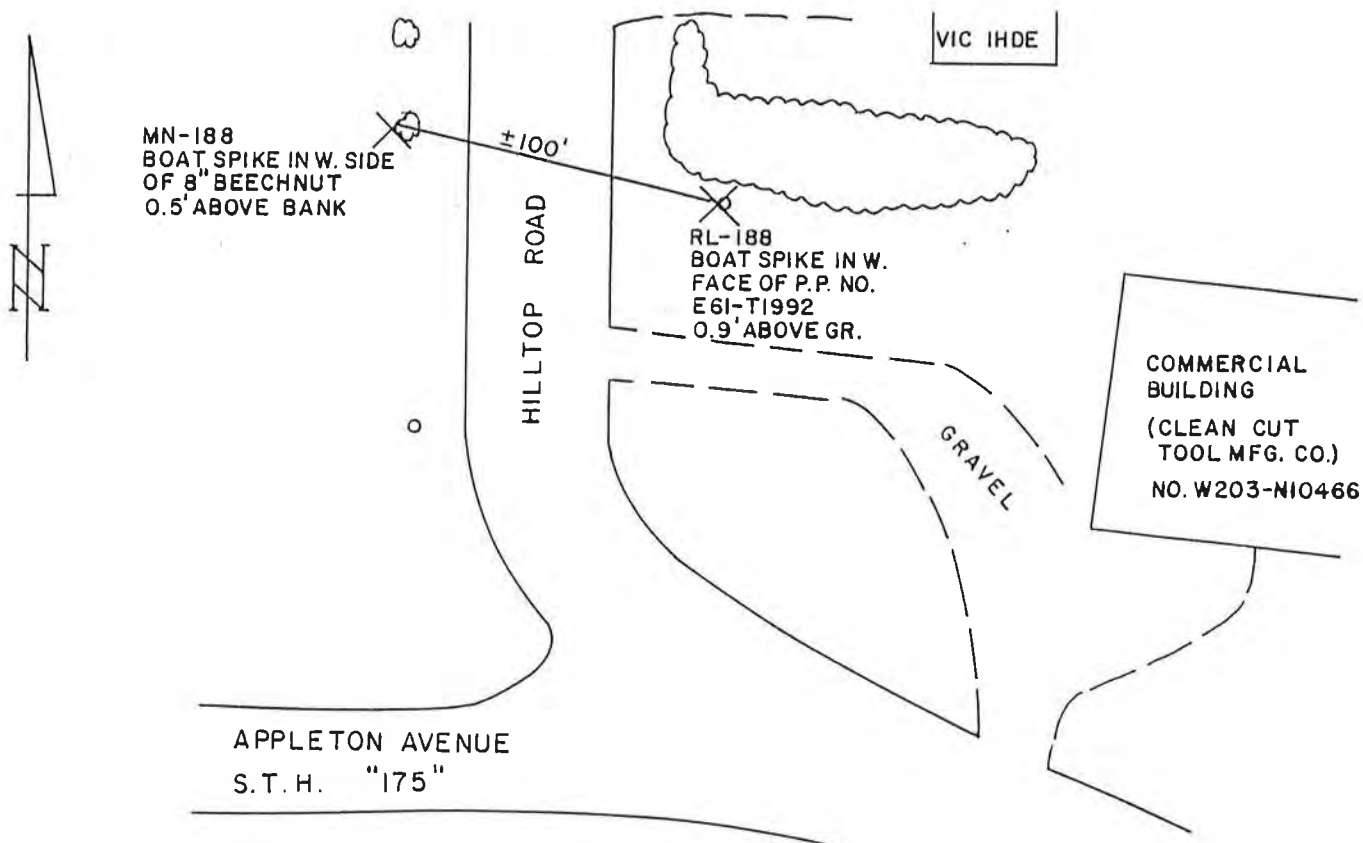 VIC IHDE
MN-188
BOAT SPIKE IN W. SIDE
OF 8" BEECHNUT
0.5' ABOVE BANK
±100'
HILLTOP ROAD
RL-188
BOAT SPIKE IN W.
FACE OF P.P. NO.
E61-T1992
0.9' ABOVE GR.
N
COMMERCIAL
BUILDING
(CLEAN CUT
TOOL MFG. CO.)
NO. W203-N10466
GRAVEL
APPLETON AVENUE
S.T.H. "175"